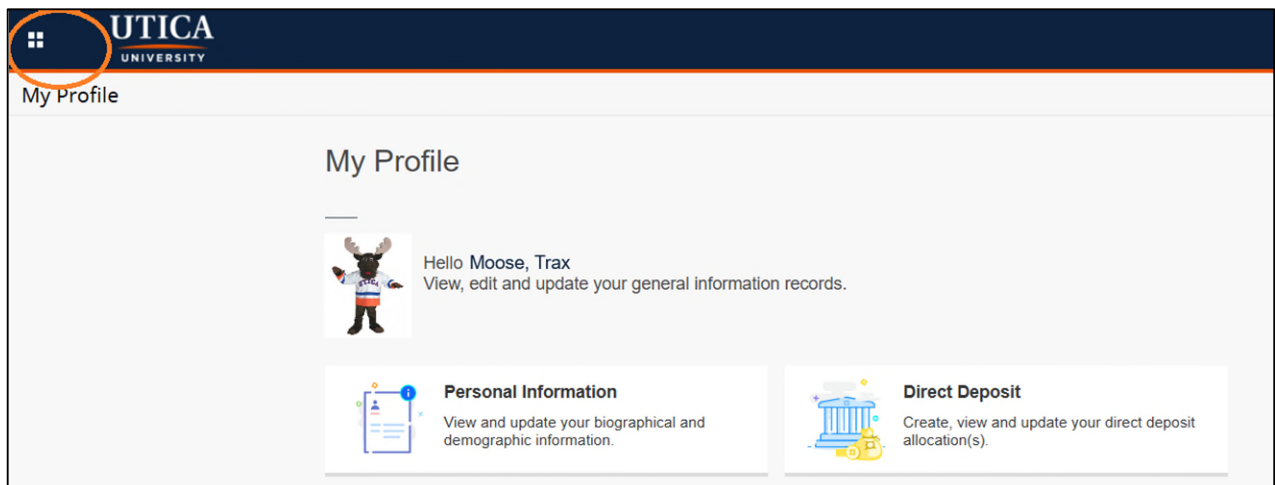 UTICA
UNIVERSITY
My Profile
My Profile
Hello Moose, Trax
View, edit and update your general information records.
Personal Information
View and update your biographical and
demographic information.
Direct Deposit
Create, view and update your direct deposit
allocation(s).
UTICA